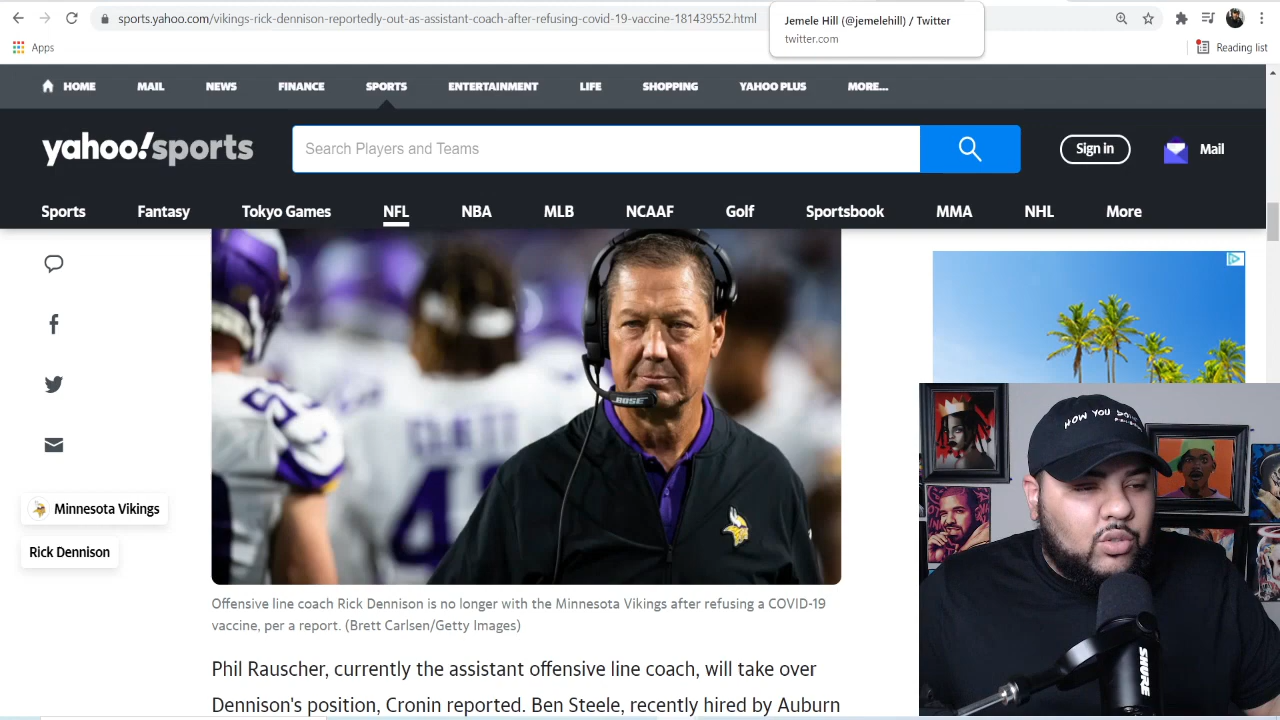 sports.yahoo.com/vikings-rick-dennison-reportedly-out-as-assistant-coach-after-refusing-covid-19-vaccine-181439552.html
Jemele Hill (@jemelehill) / Twitter
twitter.com
Apps
Reading list
HOME MAIL NEWS FINANCE SPORTS ENTERTAINMENT LIFE SHOPPING YAHOO PLUS MORE...
yahoo!sports
Search Players and Teams
Sign in
Mail
Sports Fantasy Tokyo Games NFL NBA MLB NCAAF Golf Sportsbook MMA NHL More
BOSE
Minnesota Vikings
Rick Dennison
HOW YOU
SHURE
Offensive line coach Rick Dennison is no longer with the Minnesota Vikings after refusing a COVID-19
vaccine, per a report. (Brett Carlsen/Getty Images)
Phil Rauscher, currently the assistant offensive line coach, will take over
Dennison's position, Cronin reported. Ben Steele, recently hired by Auburn